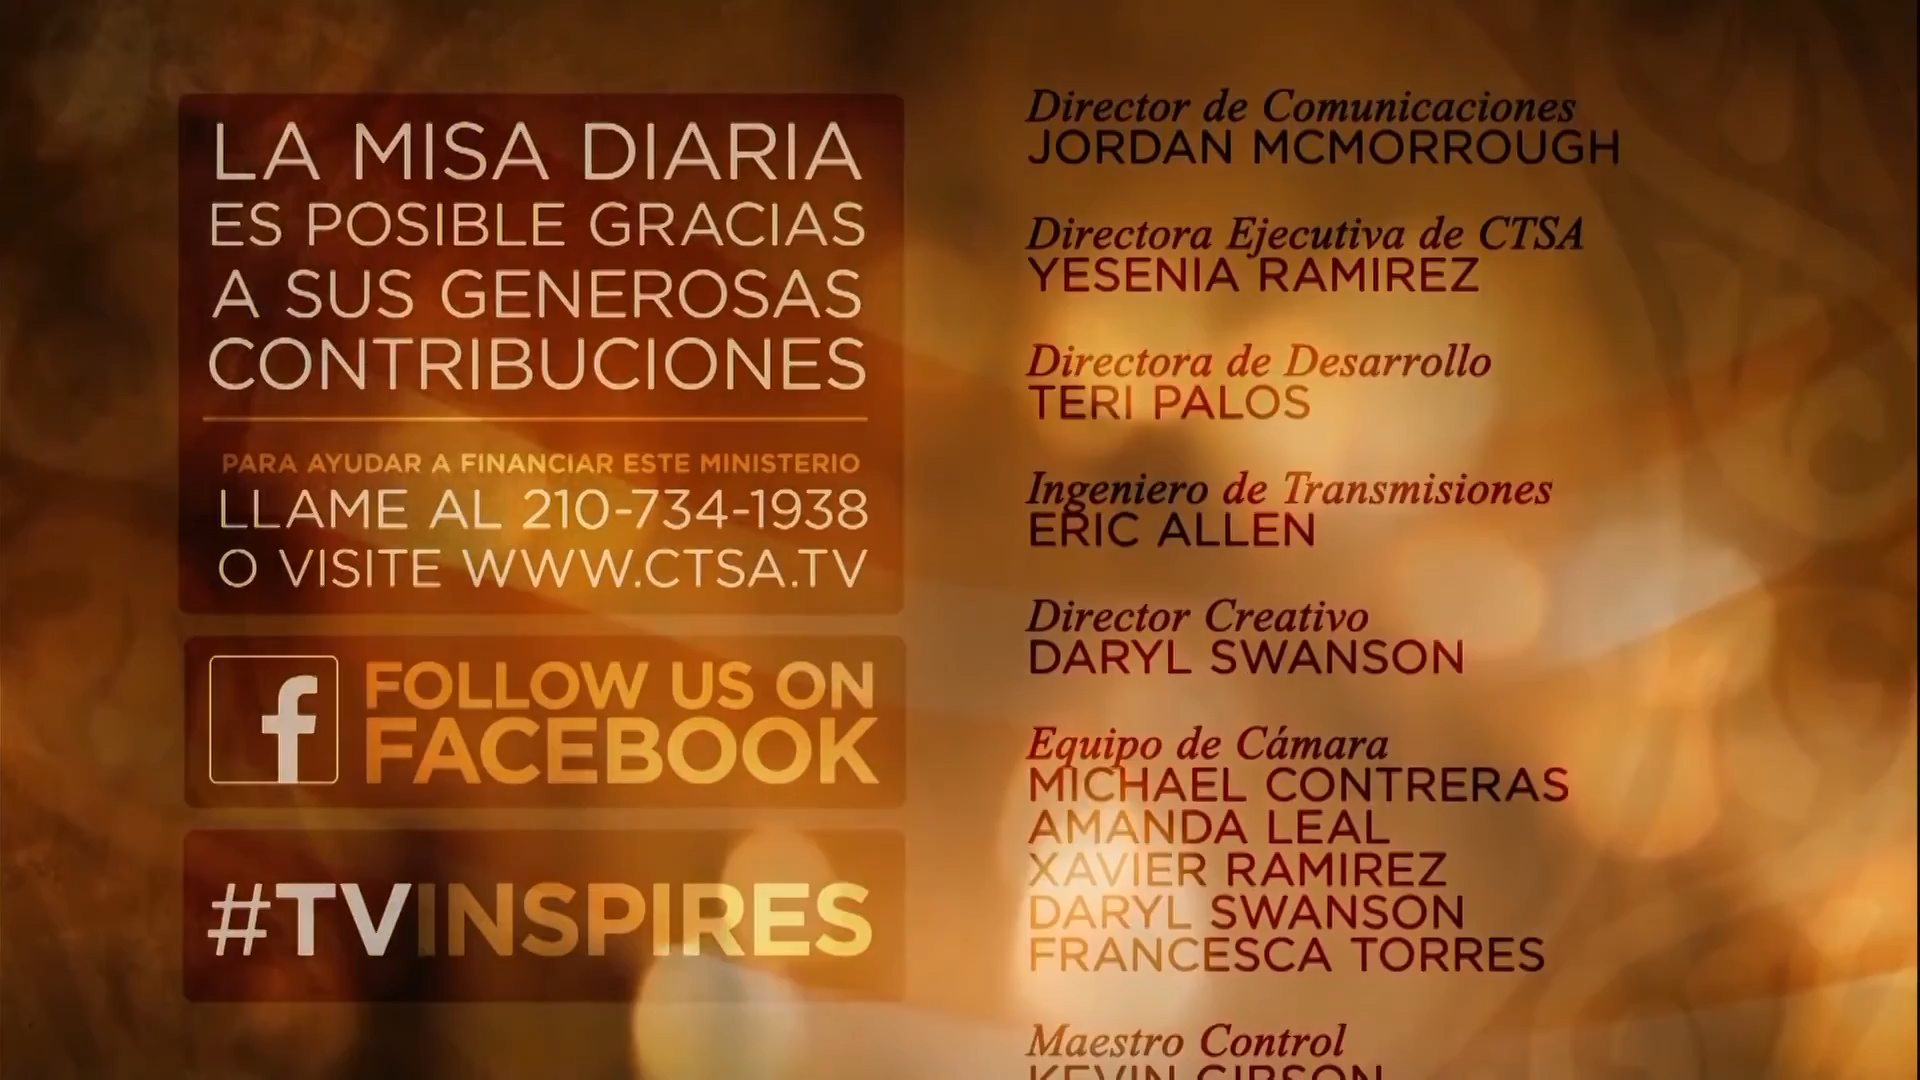 LA MISA DIARIA
ES POSIBLE GRACIAS
A SUS GENEROSAS
CONTRIBUCIONES
PARA AYUDAR A FINANCIAR ESTE MINISTERIO
LLAME AL 210-734-1938
O VISITE WWW.CTSA.TV
f FOLLOW US ON
FACEBOOK
#TVINSPIRES
Director de Comunicaciones
JORDAN MCMORROUGH
Directora Ejecutiva de CTSA
YESENIA RAMIREZ
Directora de Desarrollo
TERI PALOS
Ingeniero de Transmisiones
ERIC ALLEN
Director Creativo
DARYL SWANSON
Equipo de Cámara
MICHAEL CONTRERAS
AMANDA LEAL
XAVIER RAMIREZ
DARYL SWANSON
FRANCESCA TORRES
Maestro Control
KEVIN GIBSON